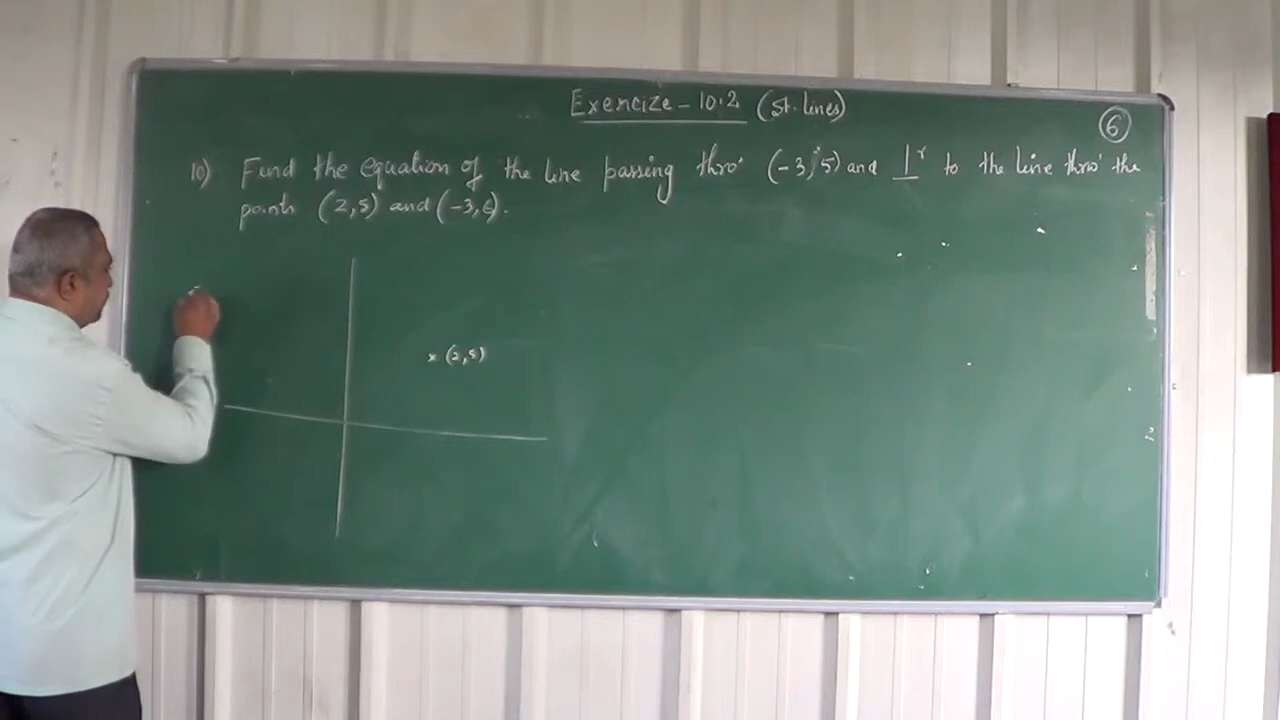 Exercize - 10.2 (St. lines)
6
10) Find the equation of the line passing thro' (-3, 5) and ⊥r to the line thro' the
points (2,5) and (-3,6).
× (2,5)